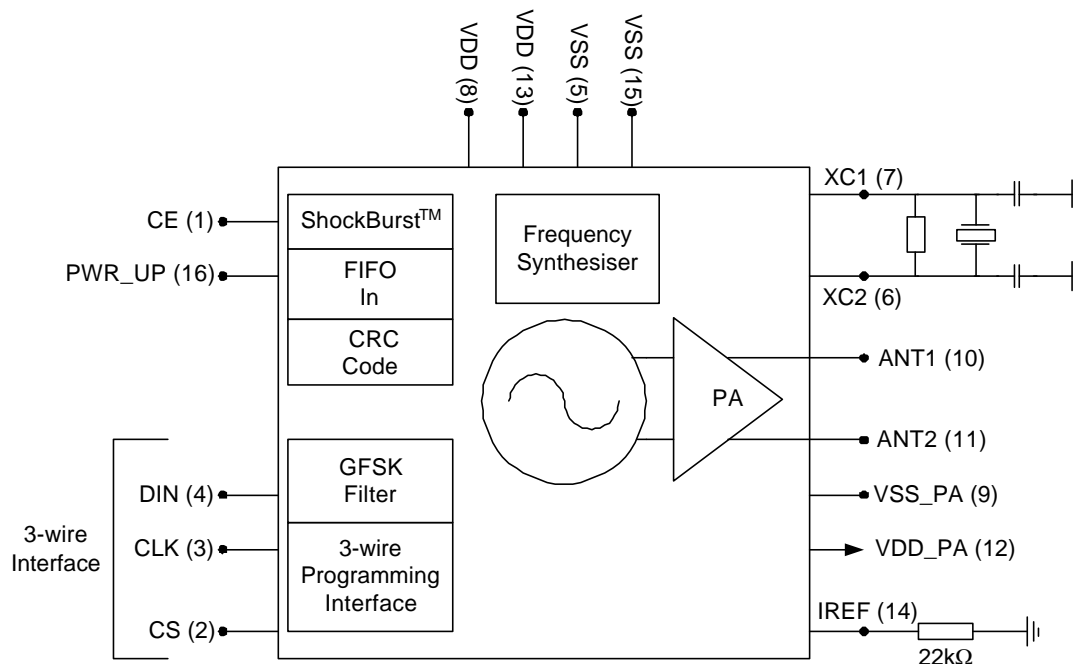 VDD (8)
VDD (13)
VSS (5)
VSS (15)
XC1 (7)
CE (1)
ShockBurst™
Frequency
Synthesiser
PWR_UP (16)
FIFO
In
XC2 (6)
CRC
Code
ANT1 (10)
PA
ANT2 (11)
GFSK
Filter
DIN (4)
VSS_PA (9)
3-wire
Interface
CLK (3)
3-wire
Programming
Interface
VDD_PA (12)
CS (2)
IREF (14)
22kΩ